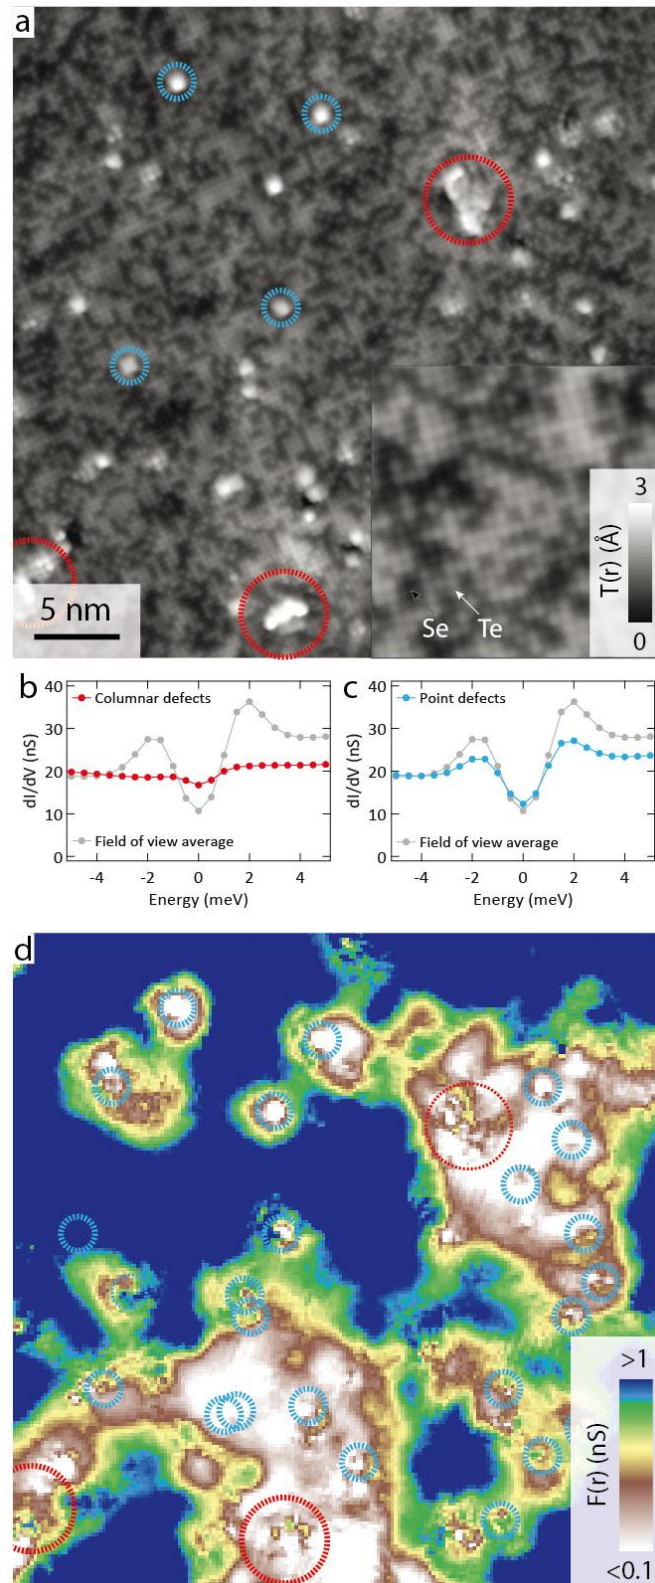 a
3
T(r) (Å)
0
5 nm
Se
Te
b
c
40
30
20
10
0
dI/dV (nS)
Columnar defects
Field of view average
-4
-2
0
2
4
Energy (meV)
40
30
20
10
0
dI/dV (nS)
Point defects
Field of view average
-4
-2
0
2
4
Energy (meV)
d
>1
F(r) (nS)
<0.1